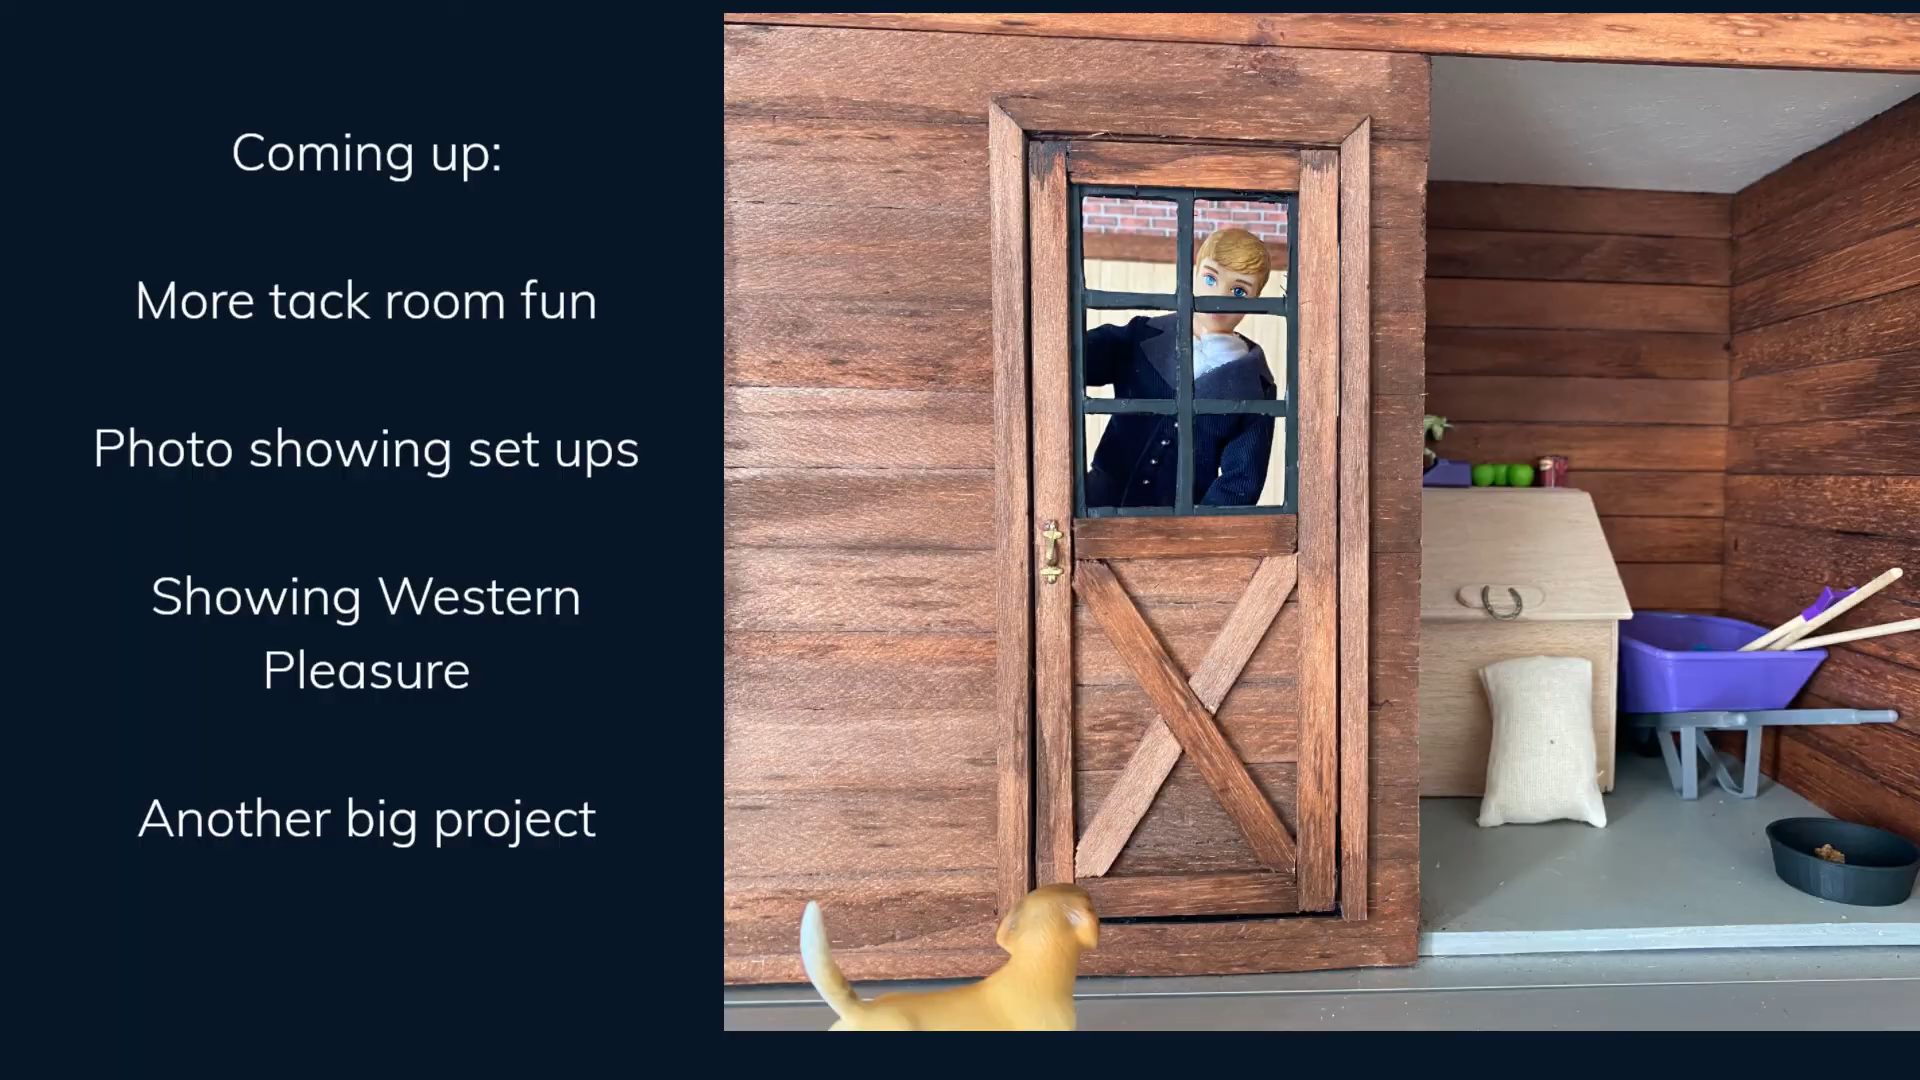 Coming up:
More tack room fun
Photo showing set ups
Showing Western
Pleasure
Another big project